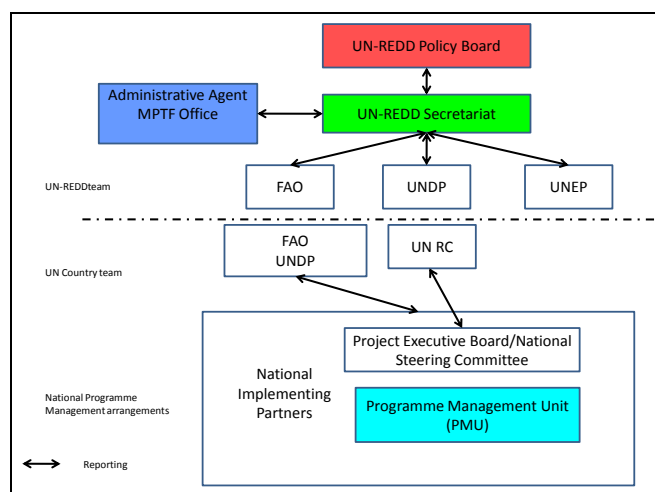 UN-REDD Policy Board
Administrative Agent
MPTF Office
UN-REDD Secretariat
FAO
UNDP
UNEP
UN-REDDteam
FAO
UNDP
UN RC
UN Country team
Project Executive Board/National
Steering Committee
National
Implementing
Partners
Programme Management Unit
(PMU)
National Programme
Management arrangements
Reporting